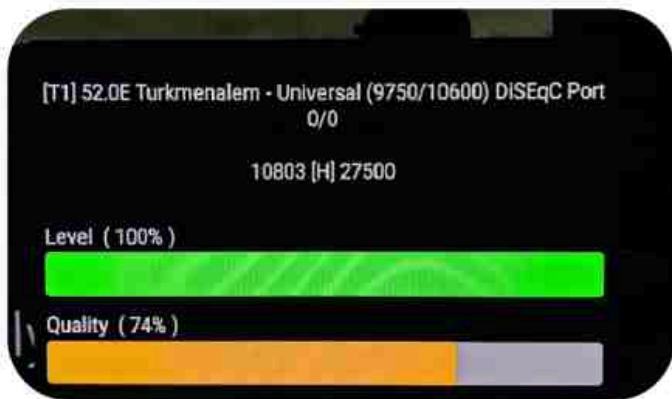 [T1] 52.0E Turkmenalem - Universal (9750/10600) DiSEqC Port
0/0
10803 [H] 27500
Level ( 100% )
Quality ( 74% )